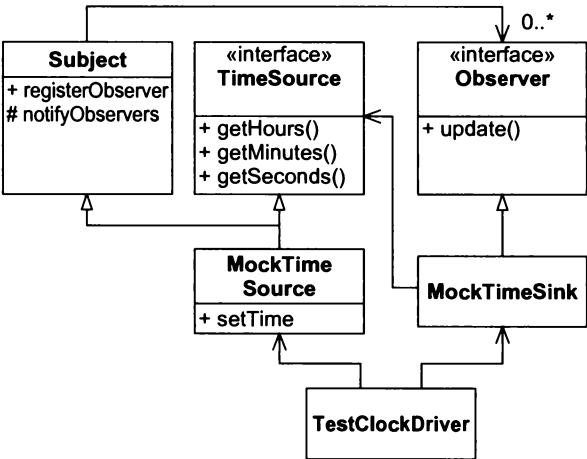 0..*
Subject
+ registerObserver
# notifyObservers
«interface»
TimeSource
+ getHours()
+ getMinutes()
+ getSeconds()
«interface»
Observer
+ update()
MockTime
Source
+ setTime
MockTimeSink
TestClockDriver